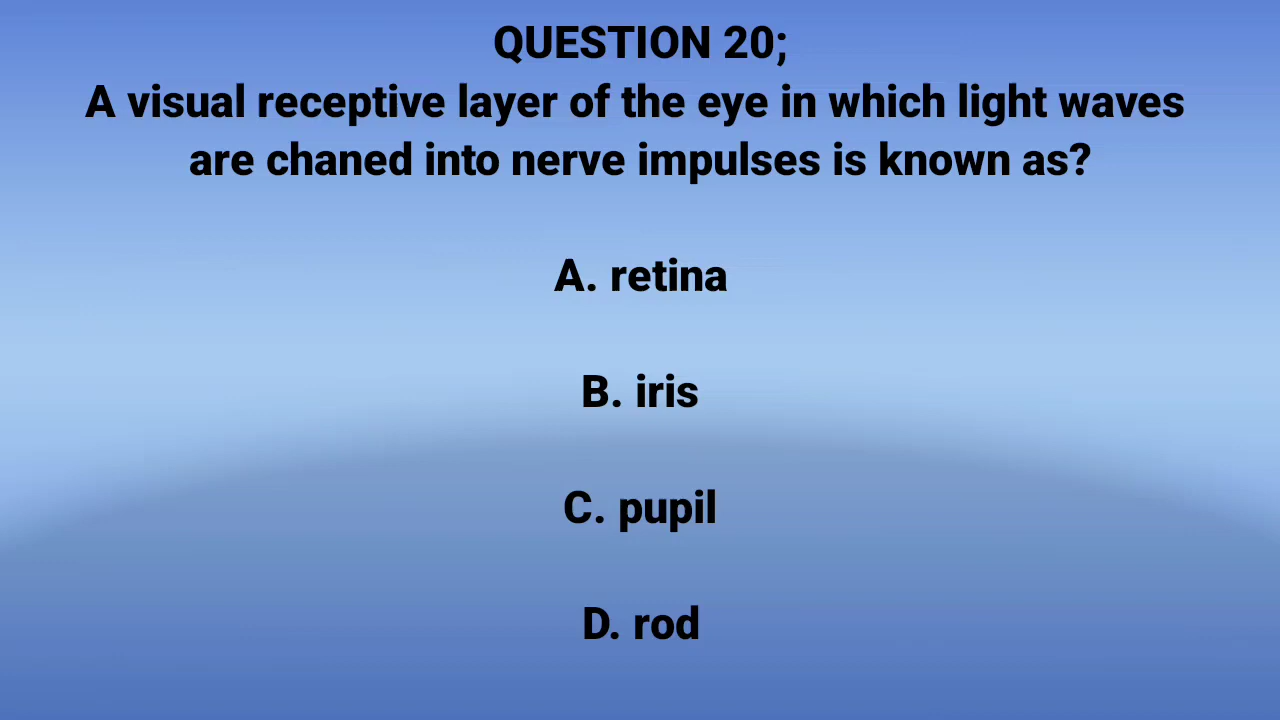 QUESTION 20;
A visual receptive layer of the eye in which light waves
are chaned into nerve impulses is known as?
A. retina
B. iris
C. pupil
D. rod